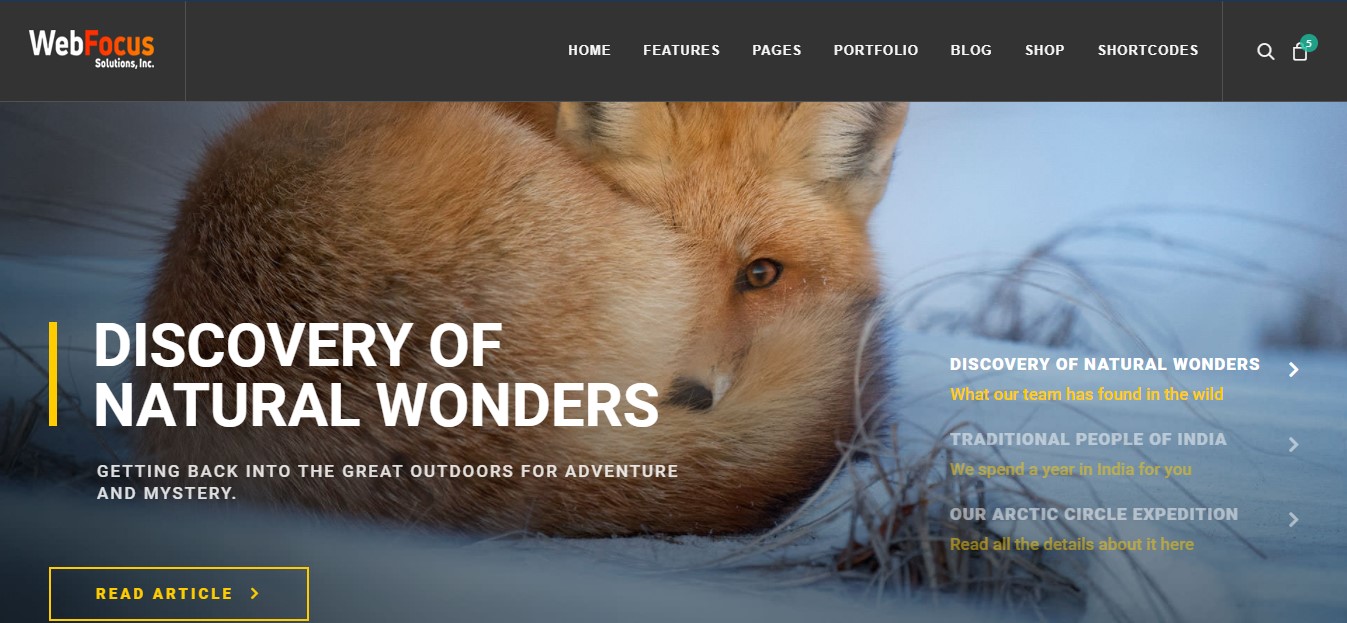 WebFocus
Solutions, Inc.
HOME FEATURES PAGES PORTFOLIO BLOG SHOP SHORTCODES
5
DISCOVERY OF
NATURAL WONDERS
GETTING BACK INTO THE GREAT OUTDOORS FOR ADVENTURE
AND MYSTERY.
READ ARTICLE
DISCOVERY OF NATURAL WONDERS
What our team has found in the wild
TRADITIONAL PEOPLE OF INDIA
We spend a year in India for you
OUR ARCTIC CIRCLE EXPEDITION
Read all the details about it here